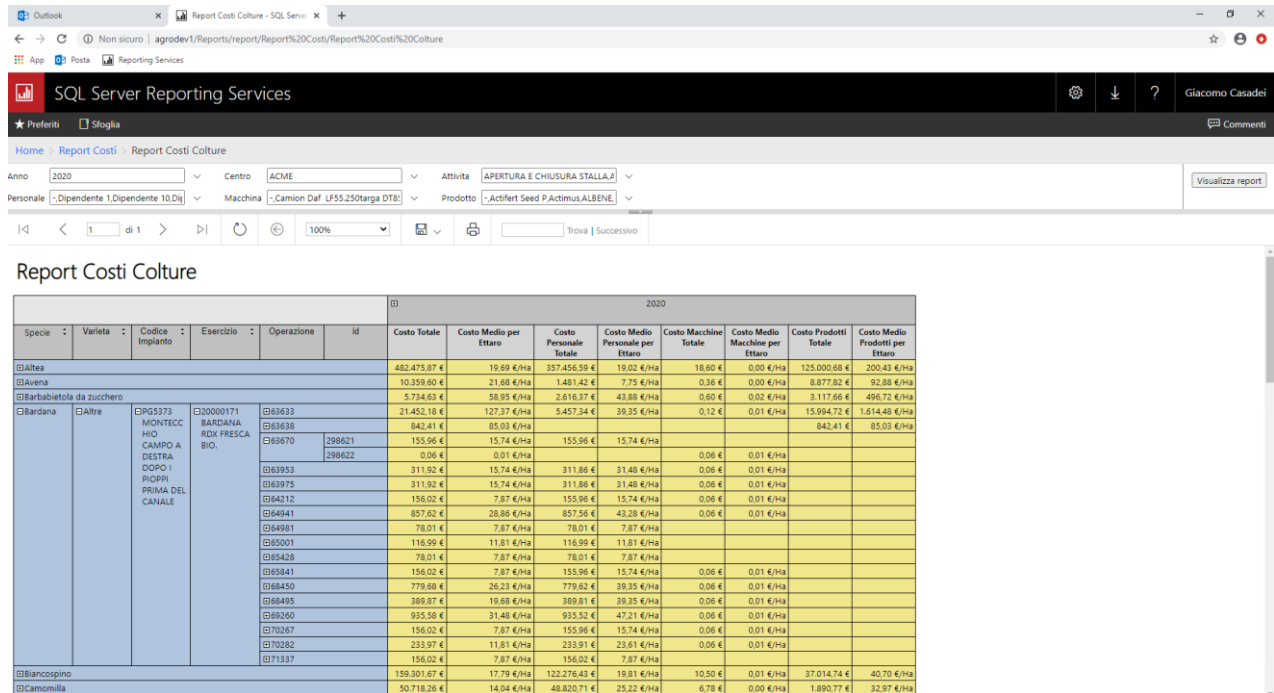 Outlook
Report Costi Colture - SQL Serve
Non sicuro | agrodev1/Reports/report/Report%20Costi/Report%20Costi%20Colture
App Posta Reporting Services
SQL Server Reporting Services
Giacomo Casadei
Preferiti Sfoglia Commenti
Home > Report Costi > Report Costi Colture
Anno 2020 Centro ACME Attivita APERTURA E CHIUSURA STALLA,A Visualizza report
Personale -,Dipendente 1,Dipendente 10,Dip Macchina -,Camion Daf LF55.250targa DT85 Prodotto -,Actifert Seed P,Actimus,ALBENE,
1 di 1 100% Trova | Successivo
Report Costi Colture
2020
Specie Varieta Codice Impianto Esercizio Operazione id Costo Totale Costo Medio per Ettaro Costo Personale Totale Costo Medio Personale per Ettaro Costo Macchine Totale Costo Medio Macchine per Ettaro Costo Prodotti Totale Costo Medio Prodotti per Ettaro
Altea 482.475,87 € 19,69 €/Ha 357.456,59 € 19,02 €/Ha 18,60 € 0,00 €/Ha 125.000,68 € 200,43 €/Ha
Avena 10.359,60 € 21,68 €/Ha 1.481,42 € 7,75 €/Ha 0,36 € 0,00 €/Ha 8.877,82 € 92,88 €/Ha
Barbabietola da zucchero 5.734,63 € 58,95 €/Ha 2.616,37 € 43,88 €/Ha 0,60 € 0,02 €/Ha 3.117,66 € 496,72 €/Ha
Bardana Altre PG5373 MONTECCHIO CAMPO A DESTRA DOPO I PIOPPI PRIMA DEL CANALE 20000171 BARDANA RDX FRESCA BIO.
63633 21.452,18 € 127,37 €/Ha 5.457,34 € 39,35 €/Ha 0,12 € 0,01 €/Ha 15.994,72 € 1.614,48 €/Ha
63638 842,41 € 85,03 €/Ha 842,41 € 85,03 €/Ha
63670 298621 155,96 € 15,74 €/Ha 155,96 € 15,74 €/Ha
298622 0,06 € 0,01 €/Ha 0,06 € 0,01 €/Ha
63953 311,92 € 15,74 €/Ha 311,86 € 31,48 €/Ha 0,06 € 0,01 €/Ha
63975 311,92 € 15,74 €/Ha 311,86 € 31,48 €/Ha 0,06 € 0,01 €/Ha
64212 156,02 € 7,87 €/Ha 155,96 € 15,74 €/Ha 0,06 € 0,01 €/Ha
64941 857,62 € 28,86 €/Ha 857,56 € 43,28 €/Ha 0,06 € 0,01 €/Ha
64981 78,01 € 7,87 €/Ha 78,01 € 7,87 €/Ha
65001 116,99 € 11,81 €/Ha 116,99 € 11,81 €/Ha
65428 78,01 € 7,87 €/Ha 78,01 € 7,87 €/Ha
65841 156,02 € 7,87 €/Ha 155,96 € 15,74 €/Ha 0,06 € 0,01 €/Ha
68450 779,68 € 26,23 €/Ha 779,62 € 39,35 €/Ha 0,06 € 0,01 €/Ha
68495 389,87 € 19,68 €/Ha 389,81 € 39,35 €/Ha 0,06 € 0,01 €/Ha
69260 935,58 € 31,48 €/Ha 935,52 € 47,21 €/Ha 0,06 € 0,01 €/Ha
70267 156,02 € 7,87 €/Ha 155,96 € 15,74 €/Ha 0,06 € 0,01 €/Ha
70282 233,97 € 11,81 €/Ha 233,91 € 23,61 €/Ha 0,06 € 0,01 €/Ha
71337 156,02 € 7,87 €/Ha 156,02 € 7,87 €/Ha
Biancospino 159.301,67 € 17,79 €/Ha 122.276,43 € 19,81 €/Ha 10,50 € 0,01 €/Ha 37.014,74 € 40,70 €/Ha
Camomilla 50.718,26 € 14,04 €/Ha 48.820,71 € 25,22 €/Ha 6,78 € 0,00 €/Ha 1.890,77 € 32,97 €/Ha